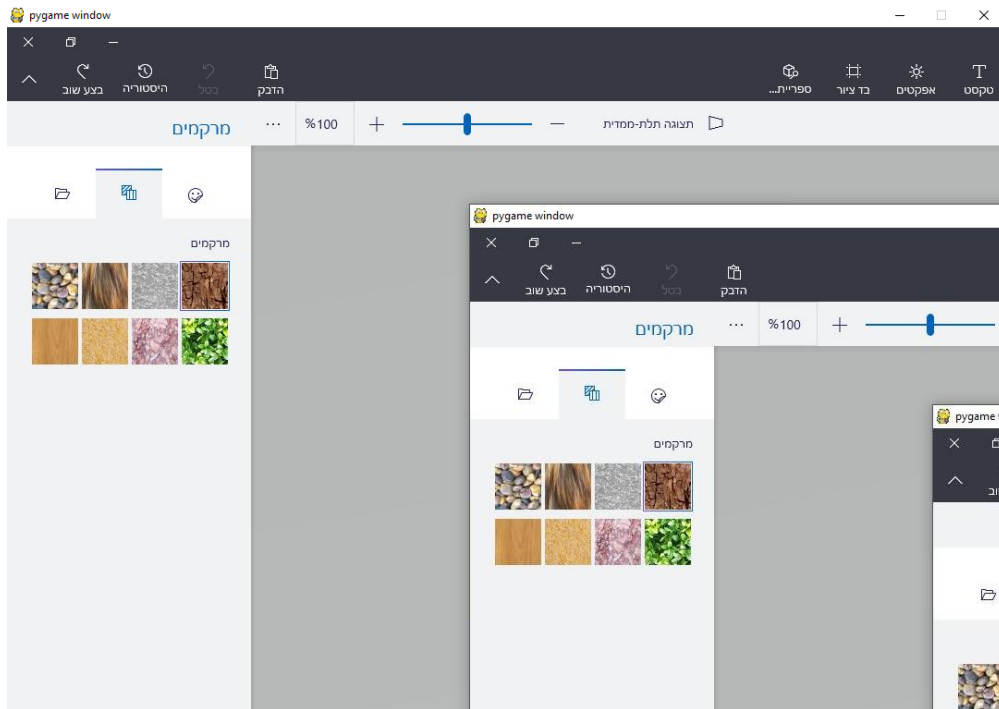 pygame window
בצע שוב
היסטוריה
בטל
הדבק
ספריית...
בד ציור
אפקטים
טקסט
מרקמים
%100
תצוגה תלת-ממדית
מרקמים
pygame window
בצע שוב
היסטוריה
בטל
הדבק
מרקמים
%100
מרקמים
pygame